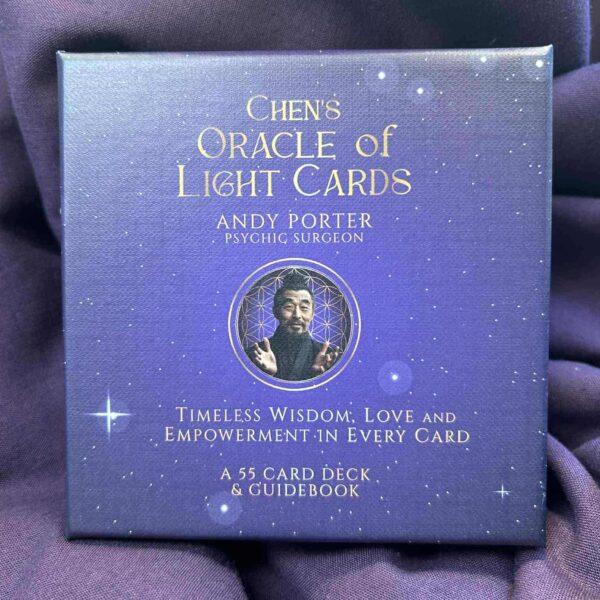 Chen's
Oracle of
Light Cards
Andy Porter
Psychic Surgeon
Timeless Wisdom, Love and
Empowerment in Every Card
A 55 Card Deck
& Guidebook